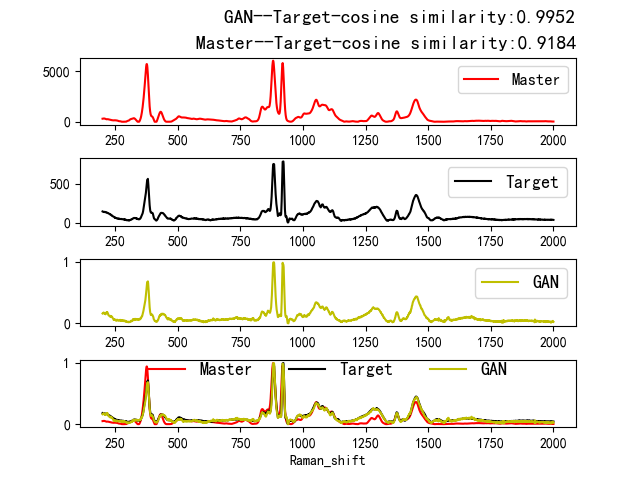 GAN--Target-cosine similarity:0.9952
Master--Target-cosine similarity:0.9184
5000
0
Master
250 500 750 1000 1250 1500 1750 2000
500
0
Target
250 500 750 1000 1250 1500 1750 2000
1
0
GAN
250 500 750 1000 1250 1500 1750 2000
1
0
Master Target GAN
250 500 750 1000 1250 1500 1750 2000
Raman_shift